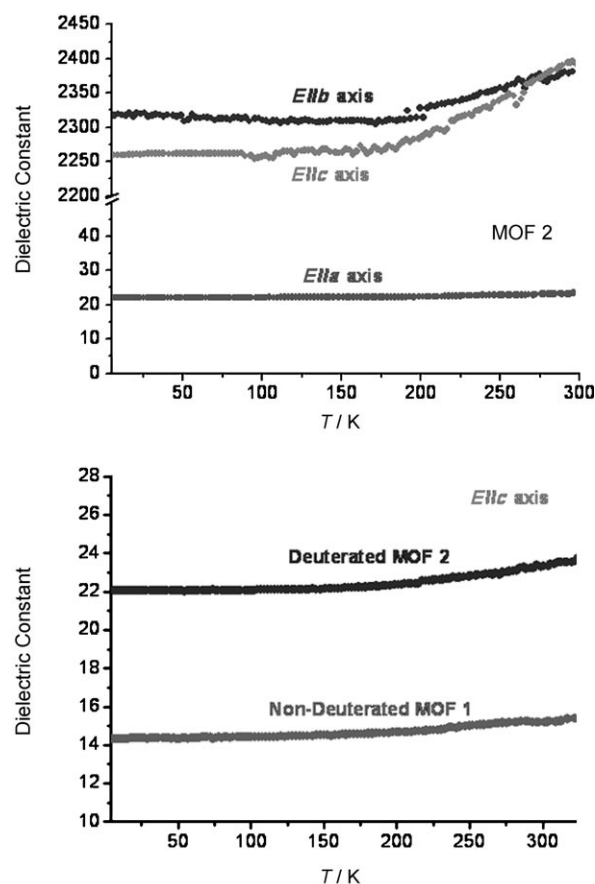 2450
2400
E||b axis
2350
2300
2250
E||c axis
2200
Dielectric Constant
MOF 2
40
30
E||a axis
20
10
0
50 100 150 200 250 300
T / K
28
E||c axis
26
Deuterated MOF 2
24
22
20
Dielectric Constant
18
Non-Deuterated MOF 1
16
14
12
10
50 100 150 200 250 300
T / K